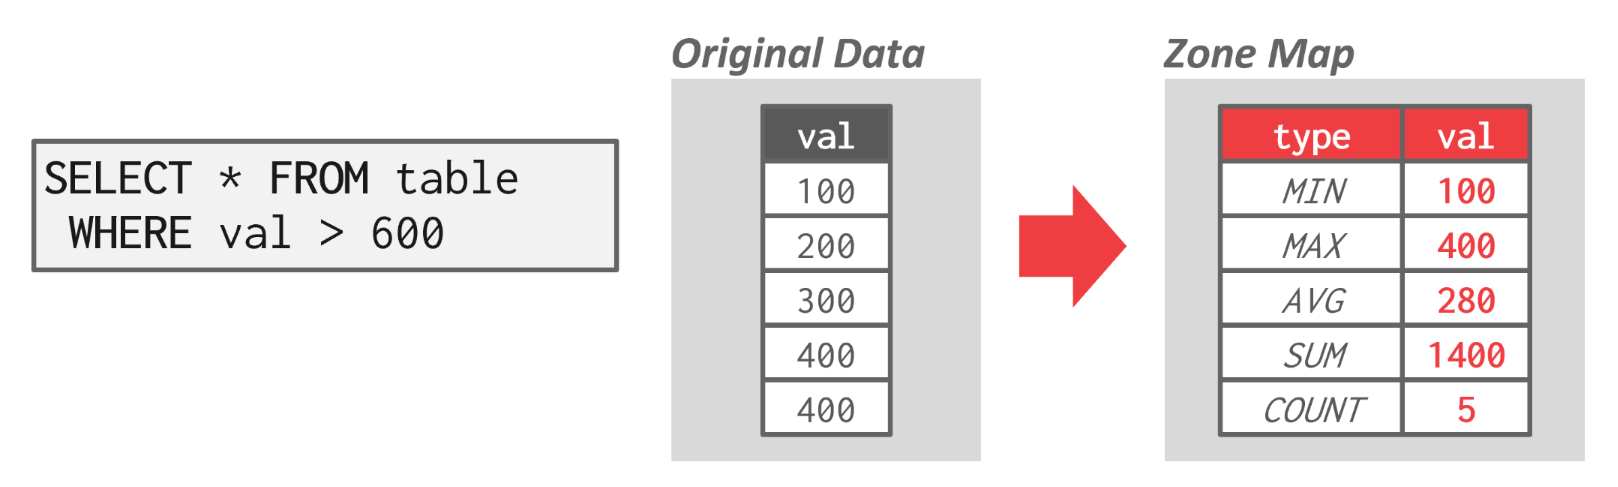 SELECT * FROM table
WHERE val > 600
Original Data
val
100
200
300
400
400
Zone Map
type val
MIN 100
MAX 400
AVG 280
SUM 1400
COUNT 5